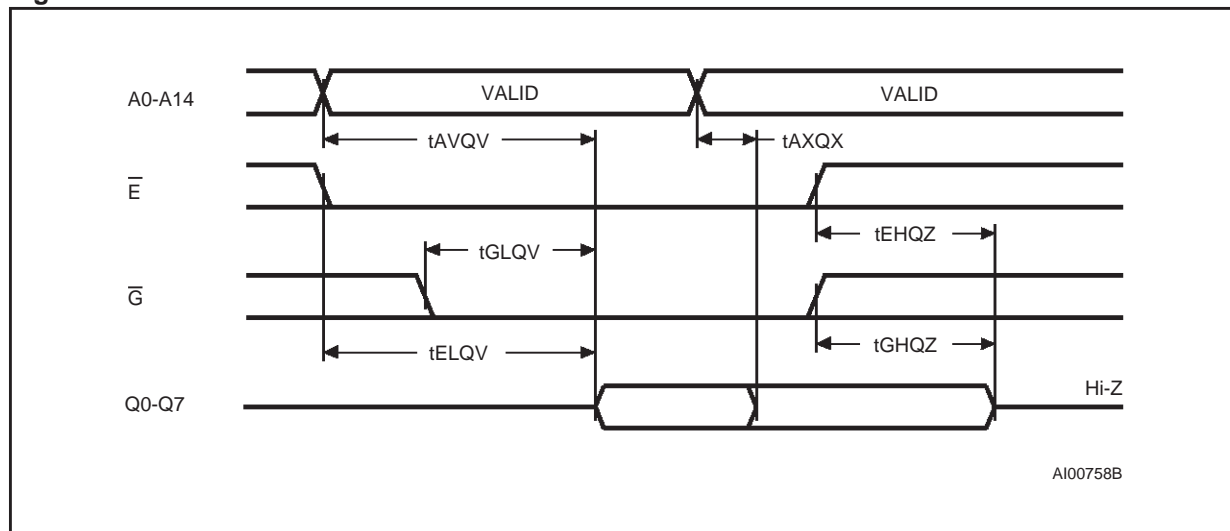 A0-A14
VALID
VALID
tAVQV
tAXQX
E̅
tEHQZ
tGLQV
G̅
tGHQZ
tELQV
Q0-Q7
Hi-Z
AI00758B